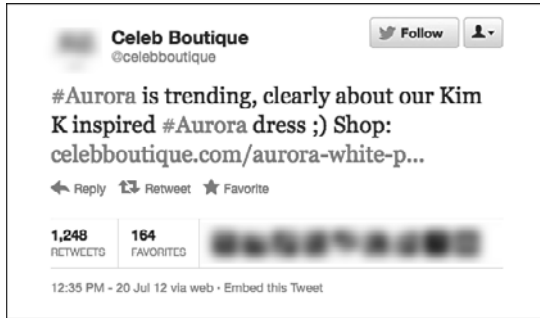 Celeb Boutique
@celebboutique
Follow
#Aurora is trending, clearly about our Kim
K inspired #Aurora dress ;) Shop:
celebboutique.com/aurora-white-p...
Reply Retweet Favorite
1,248 164
RETWEETS FAVORITES
12:35 PM - 20 Jul 12 via web · Embed this Tweet